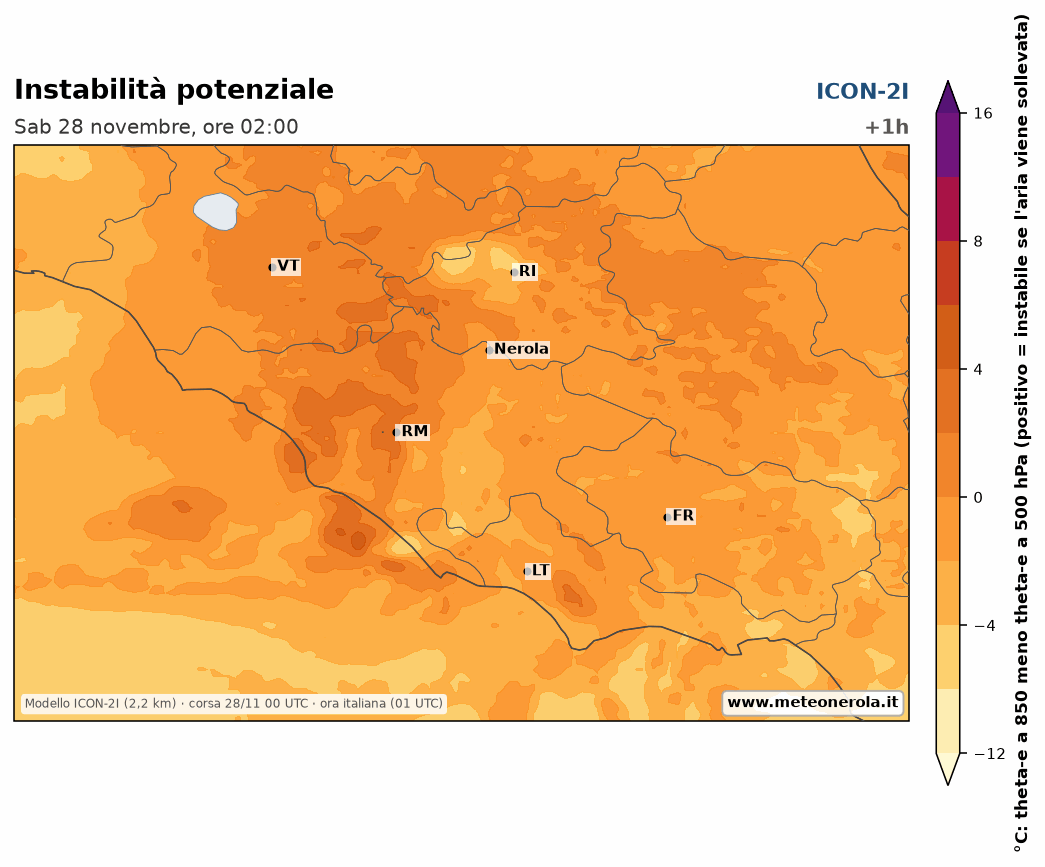 Instabilità potenziale
ICON-2I
Sab 28 novembre, ore 02:00
+1h
VT
RI
Nerola
RM
FR
LT
Modello ICON-2I (2,2 km) · corsa 28/11 00 UTC · ora italiana (01 UTC)
www.meteonerola.it
16
8
4
0
−4
−12
°C: theta-e a 850 meno theta-e a 500 hPa (positivo = instabile se l'aria viene sollevata)